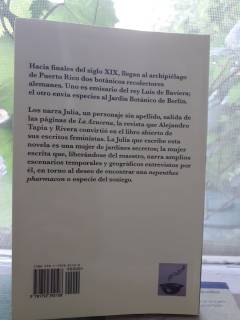 Hacia finales del siglo XIX, llegan al archipiélago
de Puerto Rico dos botánicos recolectores
alemanes. Uno es emisario del rey Luis de Baviera;
el otro envía especies al Jardín Botánico de Berlín.
Los narra Julia, un personaje sin apellido, salida de
las páginas de La Azucena, la revista que Alejandro
Tapia y Rivera convirtió en el libro abierto de
sus escritos feministas. La Julia que escribe esta
novela es una mujer de jardines secretos; la mujer
escrita que, liberándose del maestro, narra amplios
escenarios temporales y geográficos entrevistos por
él, en torno al deseo de encontrar una nepenthes
pharmacon o especie del sosiego.